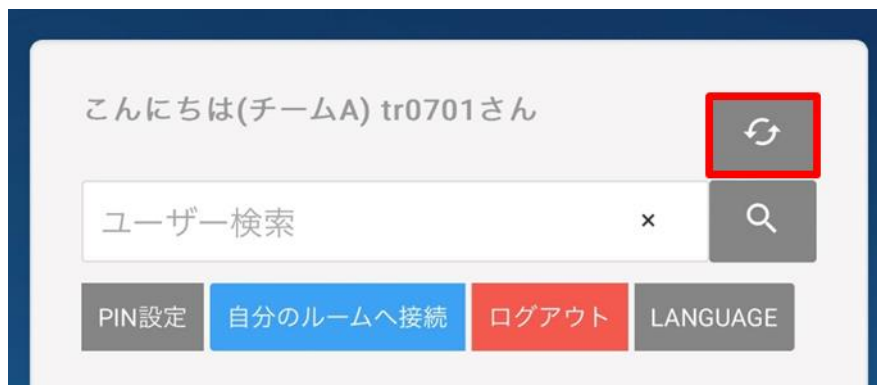 こんにちは(チームA) tr0701さん
ユーザー検索 ×
PIN設定 自分のルームへ接続 ログアウト LANGUAGE